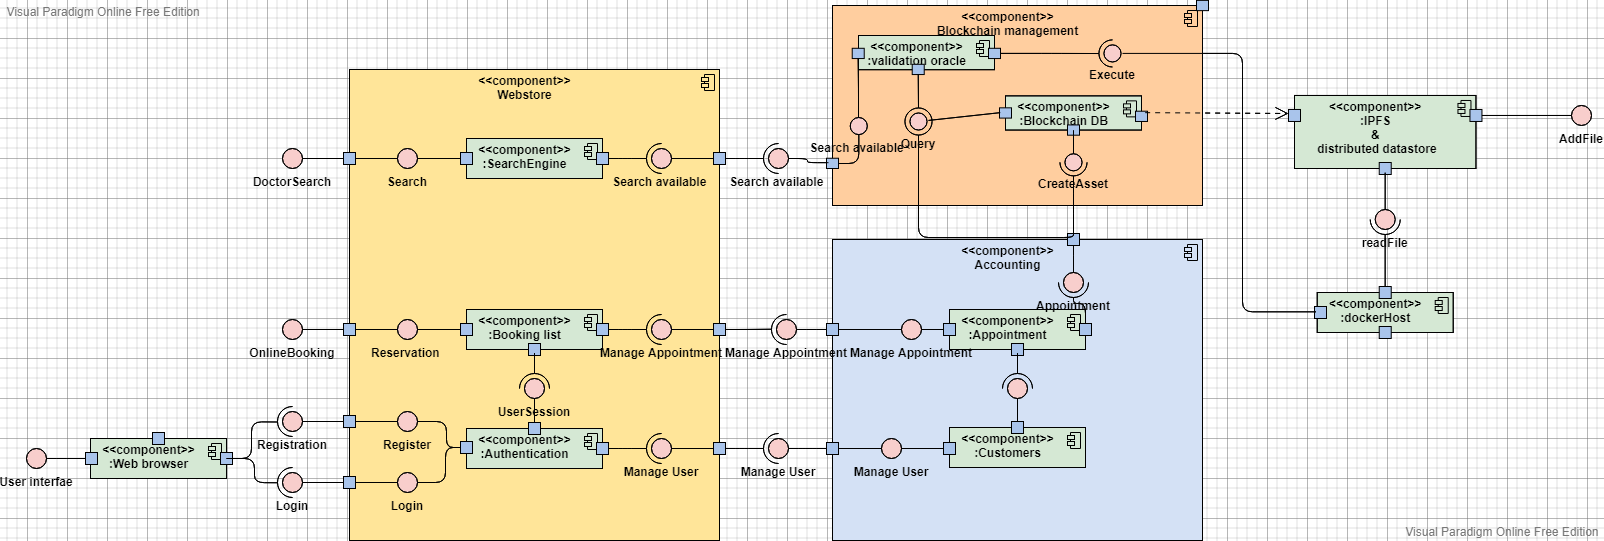 Visual Paradigm Online Free Edition
<<component>>
Blockchain management
<<component>>
:validation oracle
Execute
<<component>>
Webstore
<<component>>
:Blockchain DB
<<component>>
:IPFS
&
distributed datastore
AddFile
Search available
Query
<<component>>
:SearchEngine
DoctorSearch
Search
Search available
Search available
CreateAsset
readFile
<<component>>
Accounting
Appointment
<<component>>
:dockerHost
<<component>>
:Booking list
<<component>>
:Appointment
OnlineBooking
Reservation
Manage Appointment
Manage Appointment
Manage Appointment
UserSession
Registration
Register
<<component>>
:Web browser
<<component>>
:Authentication
<<component>>
:Customers
User interfae
Manage User
Manage User
Manage User
Login
Login
Visual Paradigm Online Free Edition